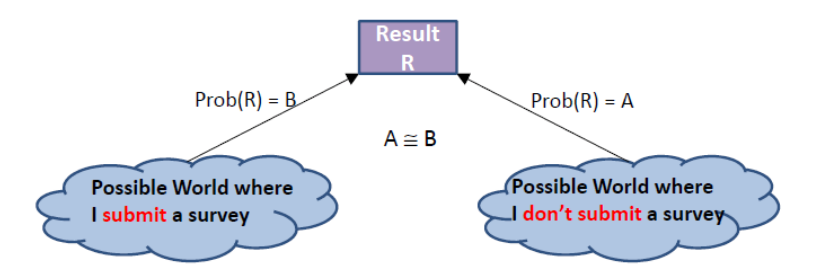 Result
R
Prob(R) = B
Prob(R) = A
A ≅ B
Possible World where
I submit a survey
Possible World where
I don't submit a survey